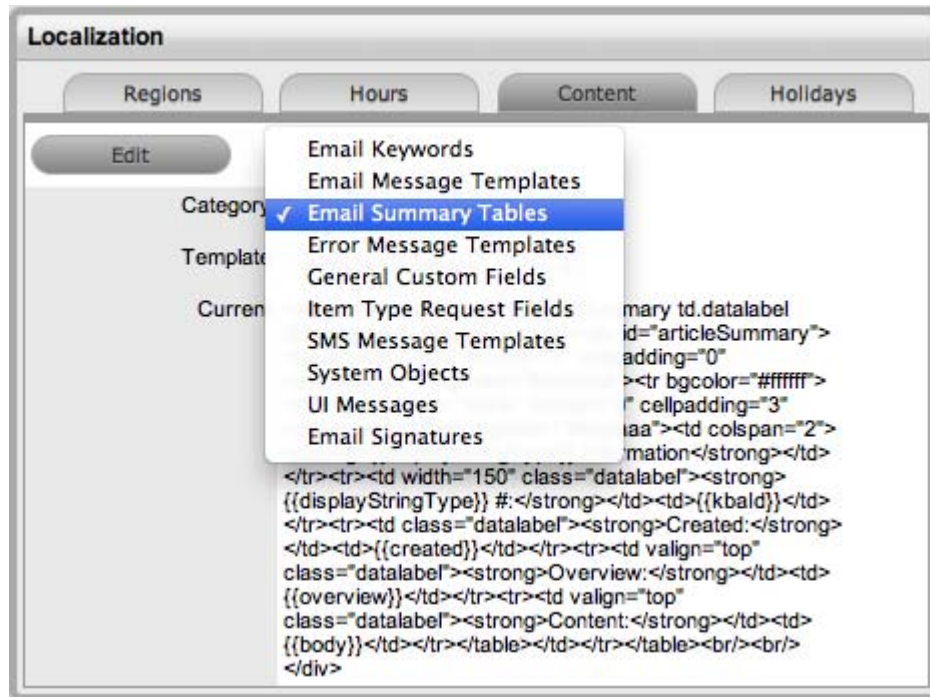 Localization
Regions Hours Content Holidays
Edit
Email Keywords
Email Message Templates
Category ✓ Email Summary Tables
Error Message Templates
Template
General Custom Fields
Curren Item Type Request Fields mary td.datalabel
SMS Message Templates id="articleSummary">
System Objects adding="0"
><tr bgcolor="#ffffff">
UI Messages " cellpadding="3"
Email Signatures aaa"><td colspan="2">
rmation</strong></td>
</tr><tr><td width="150" class="datalabel"><strong>
{{displayStringType}} #:</strong></td><td>{{kbaId}}</td>
</tr><tr><td class="datalabel"><strong>Created:</strong>
</td><td>{{created}}</td></tr><tr><td valign="top"
class="datalabel"><strong>Overview:</strong></td><td>
{{overview}}</td></tr><tr><td valign="top"
class="datalabel"><strong>Content:</strong></td><td>
{{body}}</td></tr></table></td></tr></table><br/><br/>
</div>